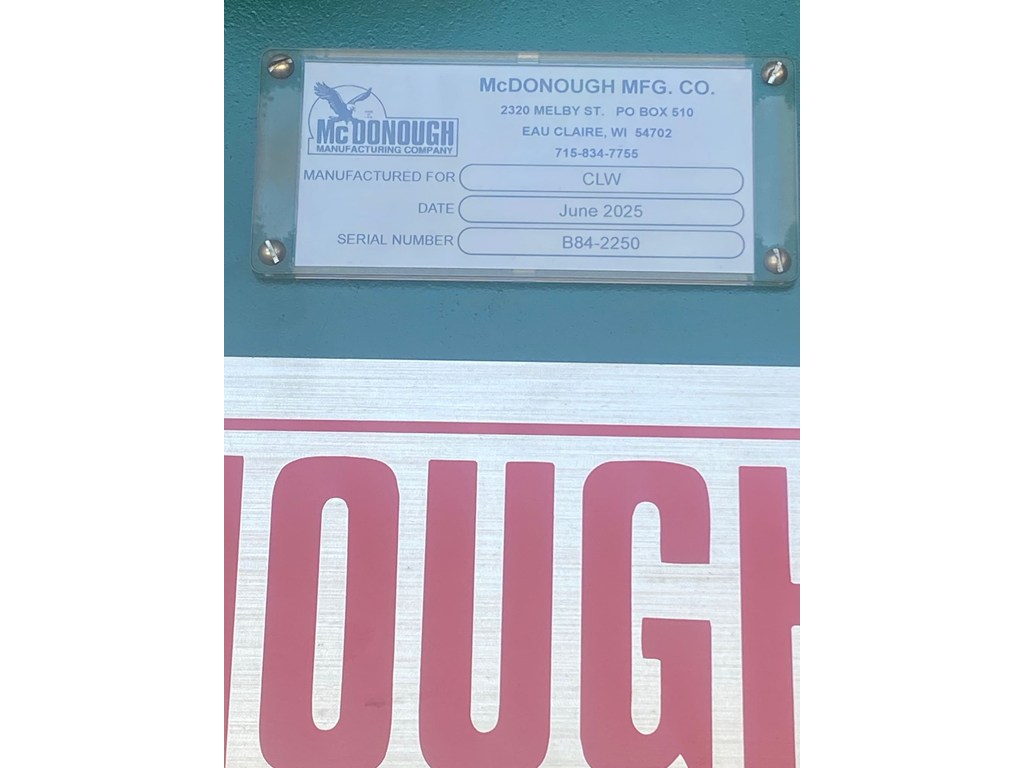 McDONOUGH
MANUFACTURING COMPANY
McDONOUGH MFG. CO.
2320 MELBY ST. PO BOX 510
EAU CLAIRE, WI 54702
715-834-7755
MANUFACTURED FOR CLW
DATE June 2025
SERIAL NUMBER B84-2250
OUGH